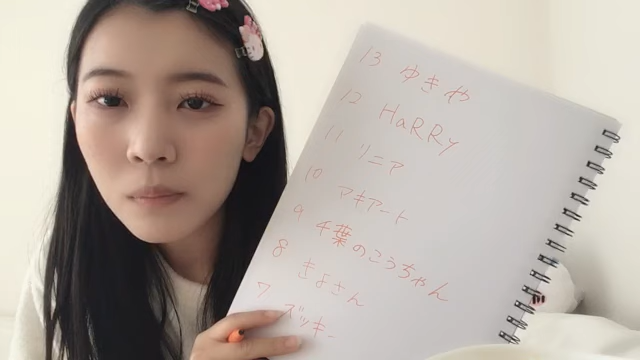 13 ゆきや
12 HaRRy
11 リニア
10 マキアート
9 千葉のこうちゃん
8 きよさん
7 ズッキー